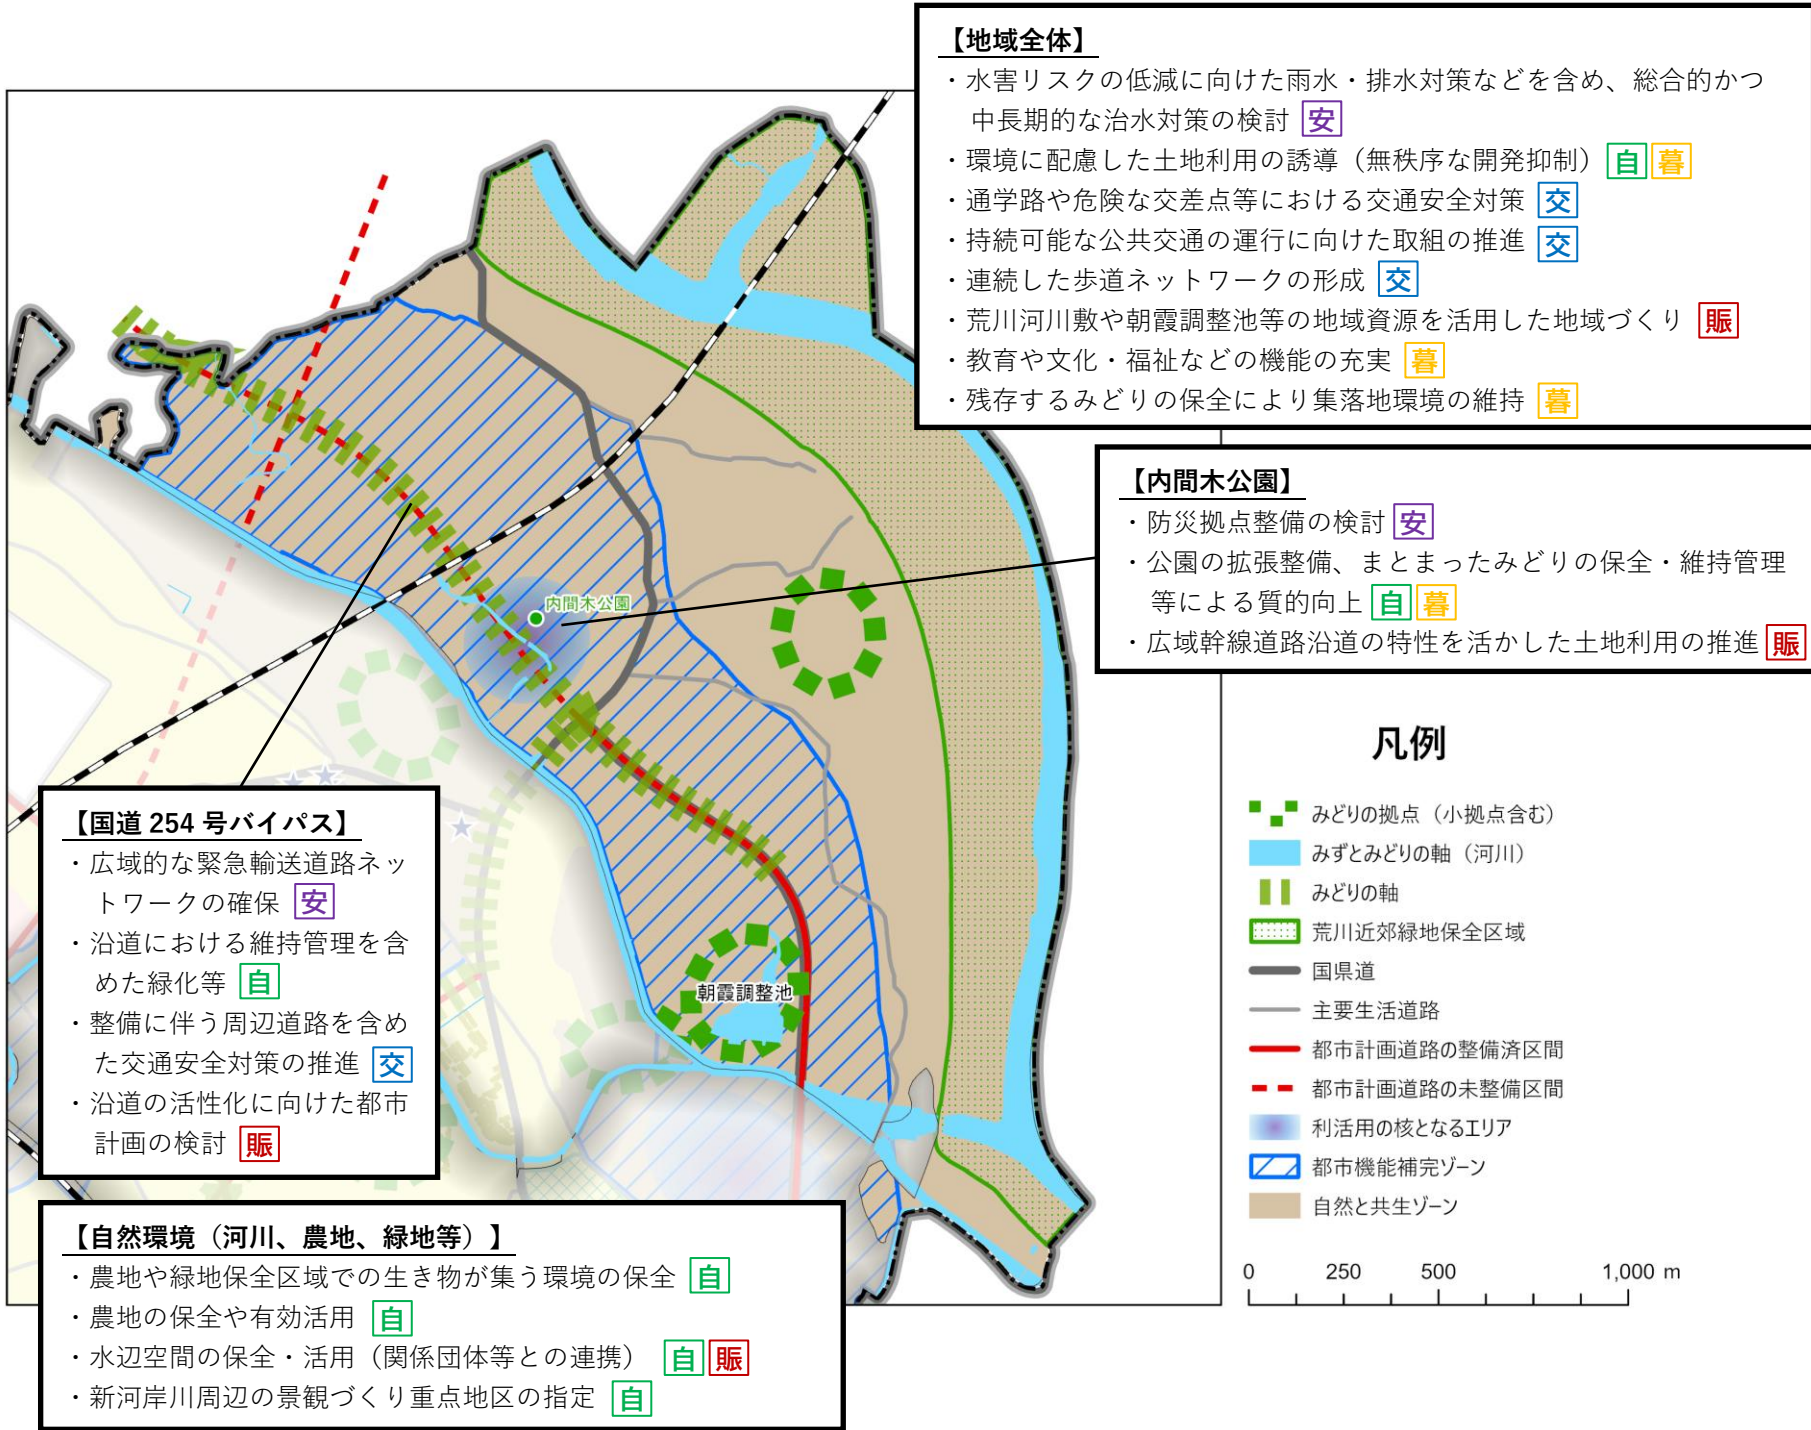 【地域全体】
・水害リスクの低減に向けた雨水・排水対策などを含め、総合的かつ
中長期的な治水対策の検討 安
・環境に配慮した土地利用の誘導（無秩序な開発抑制） 自 暮
・通学路や危険な交差点等における交通安全対策 交
・持続可能な公共交通の運行に向けた取組の推進 交
・連続した歩道ネットワークの形成 交
・荒川河川敷や朝霞調整池等の地域資源を活用した地域づくり 賑
・教育や文化・福祉などの機能の充実 暮
・残存するみどりの保全により集落地環境の維持 暮
【内間木公園】
・防災拠点整備の検討 安
・公園の拡張整備、まとまったみどりの保全・維持管理
等による質的向上 自 暮
・広域幹線道路沿道の特性を活かした土地利用の推進 賑
内間木公園
朝霞調整池
【国道 254 号バイパス】
・広域的な緊急輸送道路ネッ
トワークの確保 安
・沿道における維持管理を含
めた緑化等 自
・整備に伴う周辺道路を含め
た交通安全対策の推進 交
・沿道の活性化に向けた都市
計画の検討 賑
【自然環境（河川、農地、緑地等）】
・農地や緑地保全区域での生き物が集う環境の保全 自
・農地の保全や有効活用 自
・水辺空間の保全・活用（関係団体等との連携） 自 賑
・新河岸川周辺の景観づくり重点地区の指定 自
凡例
みどりの拠点（小拠点含む）
みずとみどりの軸（河川）
みどりの軸
荒川近郊緑地保全区域
国県道
主要生活道路
都市計画道路の整備済区間
都市計画道路の未整備区間
利活用の核となるエリア
都市機能補完ゾーン
自然と共生ゾーン
0 250 500 1,000 m